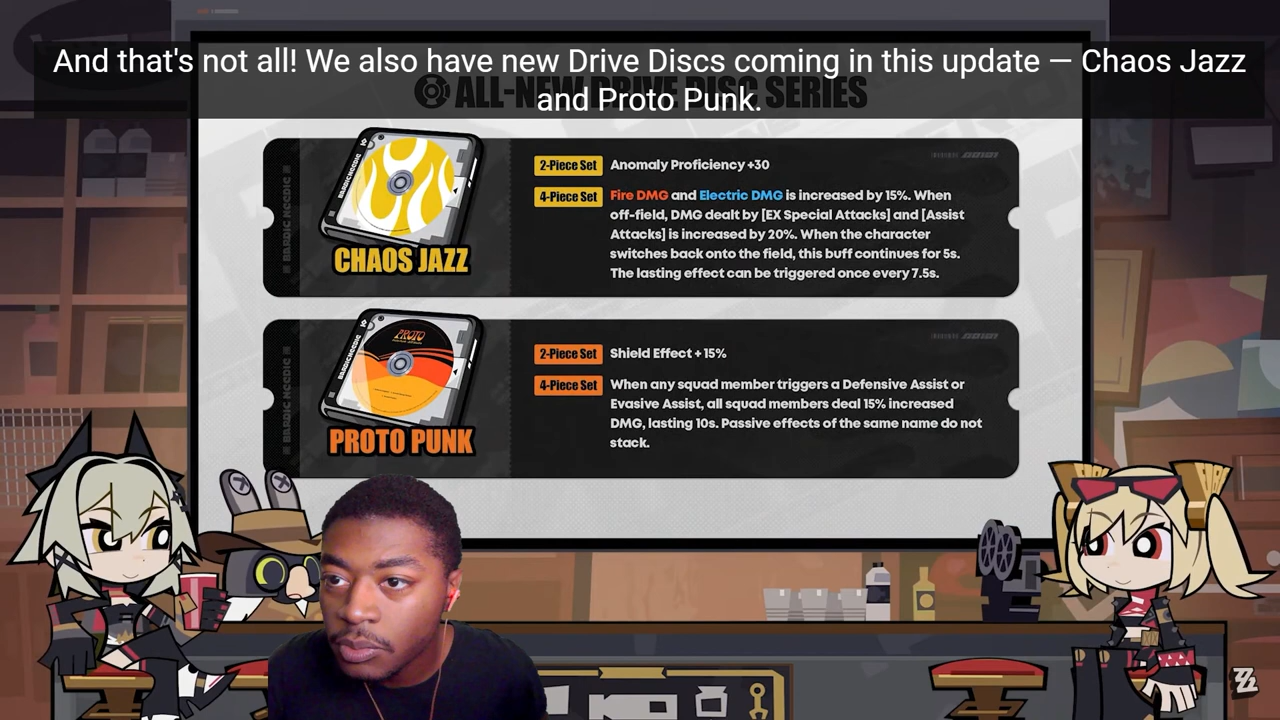 And that's not all! We also have new Drive Discs coming in this update — Chaos Jazz
and Proto Punk.
ALL-NEW DRIVE DISC SERIES
2-Piece Set Anomaly Proficiency +30
4-Piece Set Fire DMG and Electric DMG is increased by 15%. When
off-field, DMG dealt by [EX Special Attacks] and [Assist
Attacks] is increased by 20%. When the character
switches back onto the field, this buff continues for 5s.
The lasting effect can be triggered once every 7.5s.
CHAOS JAZZ
PROTO
2-Piece Set Shield Effect + 15%
4-Piece Set When any squad member triggers a Defensive Assist or
Evasive Assist, all squad members deal 15% increased
DMG, lasting 10s. Passive effects of the same name do not
stack.
PROTO PUNK